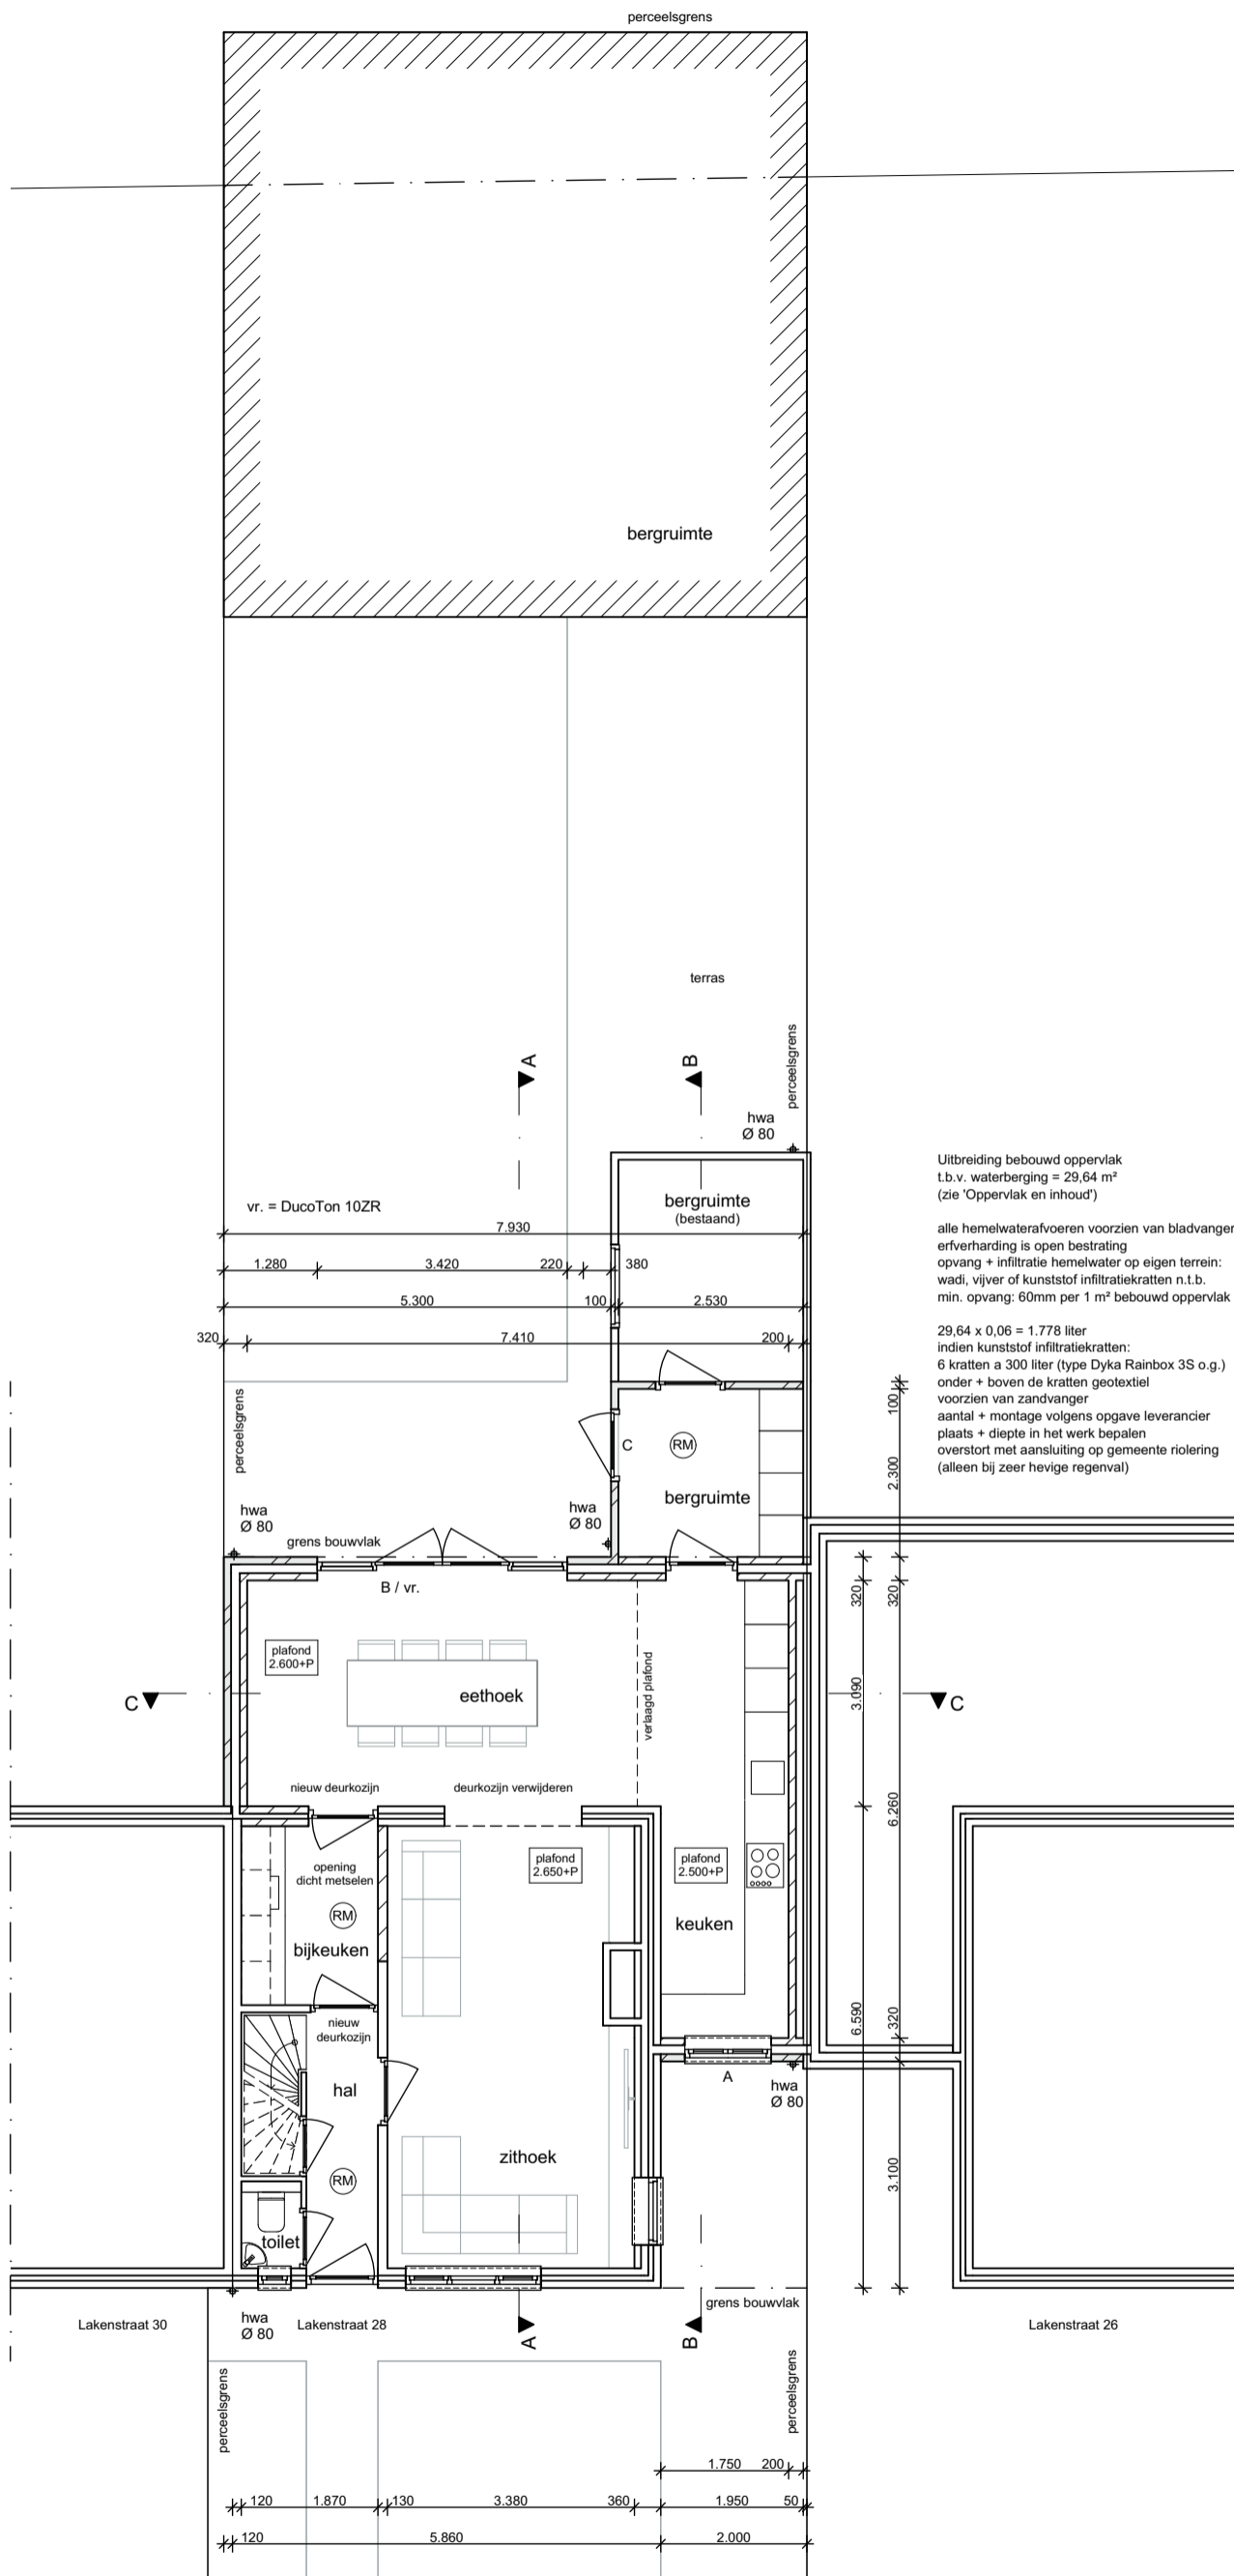 perceelsgrens
bergruimte
terras
perceelsgrens
A
B
hwa
Ø 80
Uitbreiding bebouwd oppervlak
t.b.v. waterberging = 29,64 m²
(zie 'Oppervlak en inhoud')
alle hemelwaterafvoeren voorzien van bladvanger
erfverharding is open bestrating
opvang + infiltratie hemelwater op eigen terrein:
wadi, vijver of kunststof infiltratiekratten n.t.b.
min. opvang: 60mm per 1 m² bebouwd oppervlak
29,64 x 0,06 = 1.778 liter
indien kunststof infiltratiekratten:
6 kratten a 300 liter (type Dyka Rainbox 3S o.g.)
onder + boven de kratten geotextiel
voorzien van zandvanger
aantal + montage volgens opgave leverancier
plaats + diepte in het werk bepalen
overstort met aansluiting op gemeente riolering
(alleen bij zeer hevige regenval)
bergruimte
(bestaand)
vr. = DucoTon 10ZR
7.930
1.280
3.420
220
380
5.300
100
2.530
320
7.410
200
perceelsgrens
C
RM
bergruimte
100
2.300
hwa
Ø 80
hwa
Ø 80
grens bouwvlak
B / vr.
320
320
plafond
2.600+P
eethoek
verlaagd plafond
C
C
3.090
nieuw deurkozijn
deurkozijn verwijderen
6.260
opening
dicht metselen
plafond
2.650+P
plafond
2.500+P
RM
bijkeuken
keuken
nieuw
deurkozijn
6.590
320
hal
A
hwa
Ø 80
zithoek
RM
3.100
toilet
grens bouwvlak
Lakenstraat 30
hwa
Ø 80
Lakenstraat 28
A
B
Lakenstraat 26
perceelsgrens
perceelsgrens
1.750
200
120
1.870
130
3.380
360
1.950
50
120
5.860
2.000